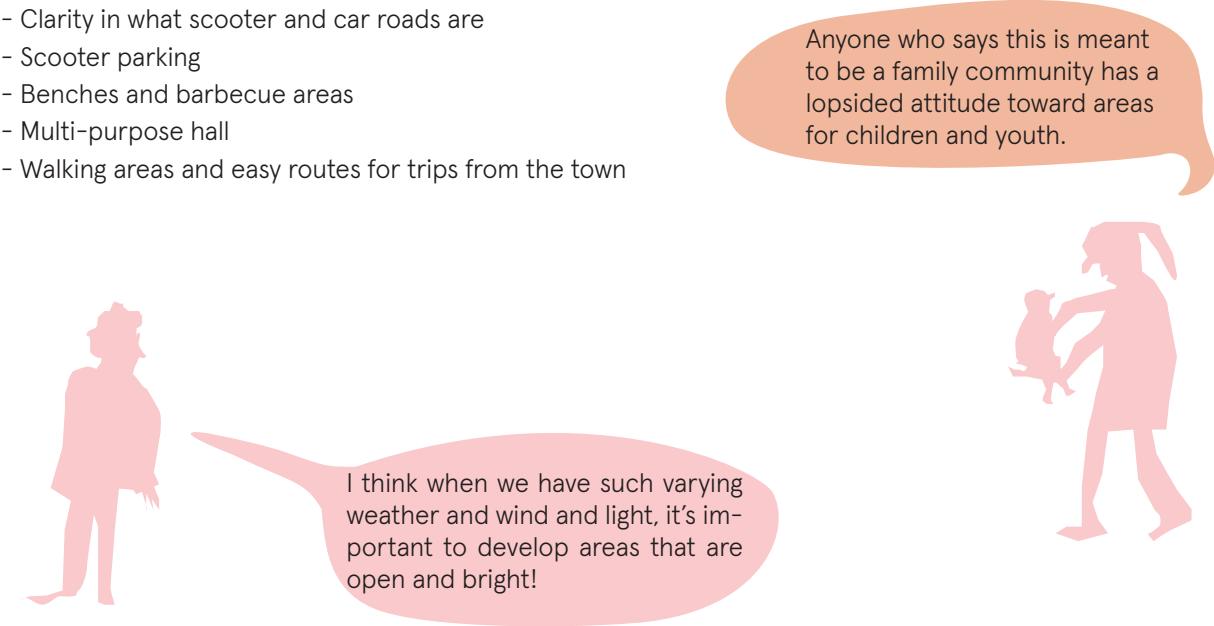 - Clarity in what scooter and car roads are
- Scooter parking
- Benches and barbecue areas
- Multi-purpose hall
- Walking areas and easy routes for trips from the town
Anyone who says this is meant
to be a family community has a
lopsided attitude toward areas
for children and youth.
I think when we have such varying
weather and wind and light, it's im-
portant to develop areas that are
open and bright!